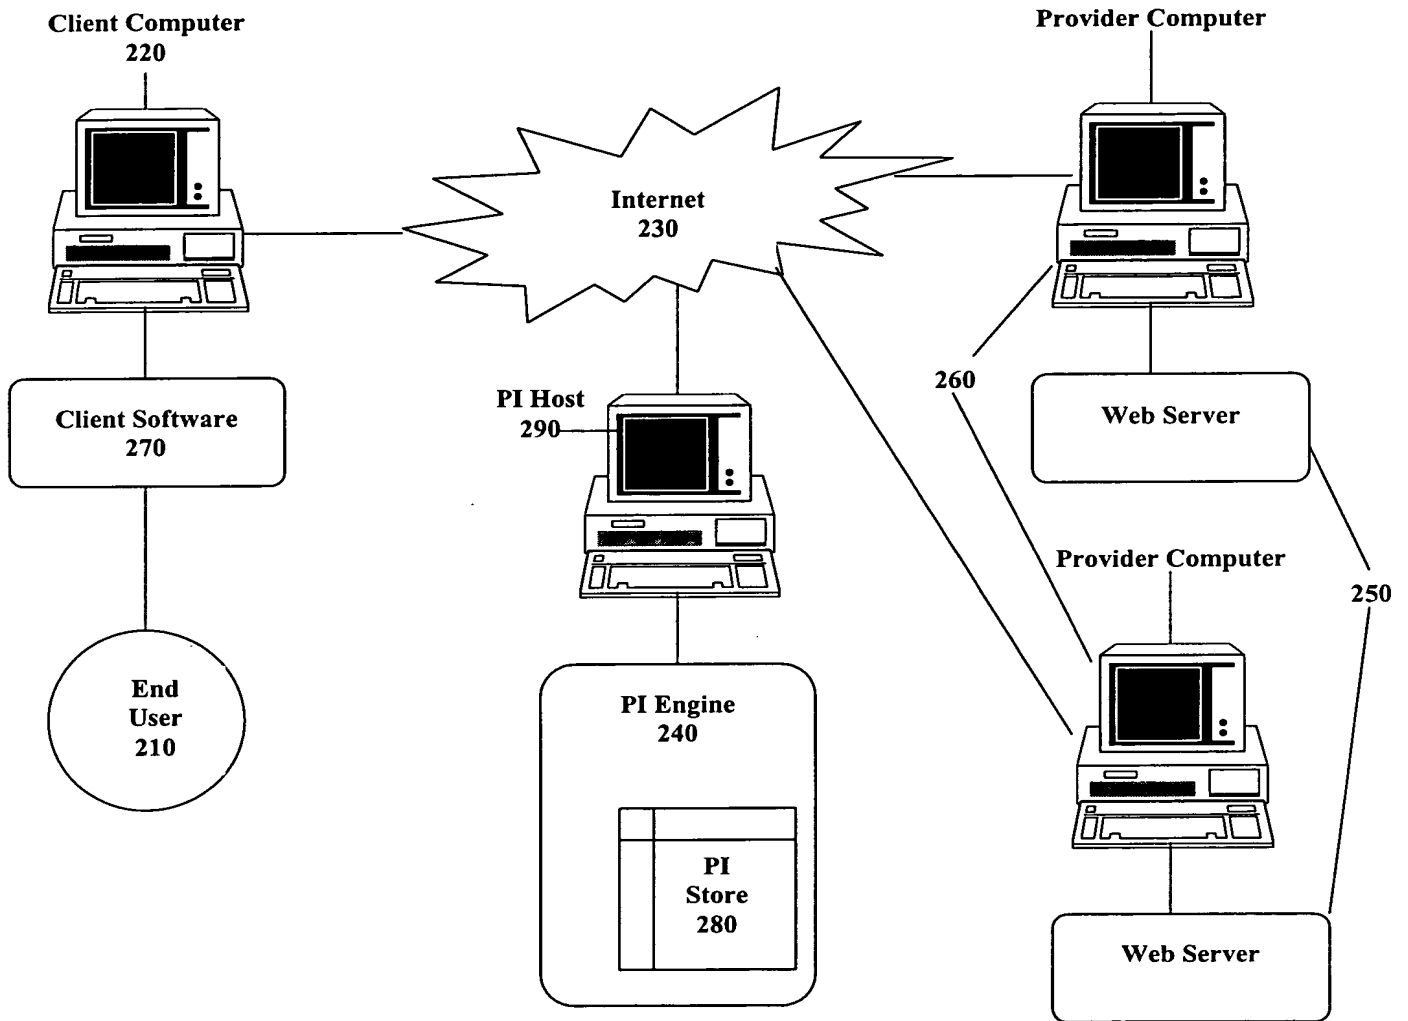 Client Computer
220
Provider Computer
Internet
230
260
PI Host
290
Client Software
270
Web Server
Provider Computer
250
End
User
210
PI Engine
240
PI
Store
280
Web Server